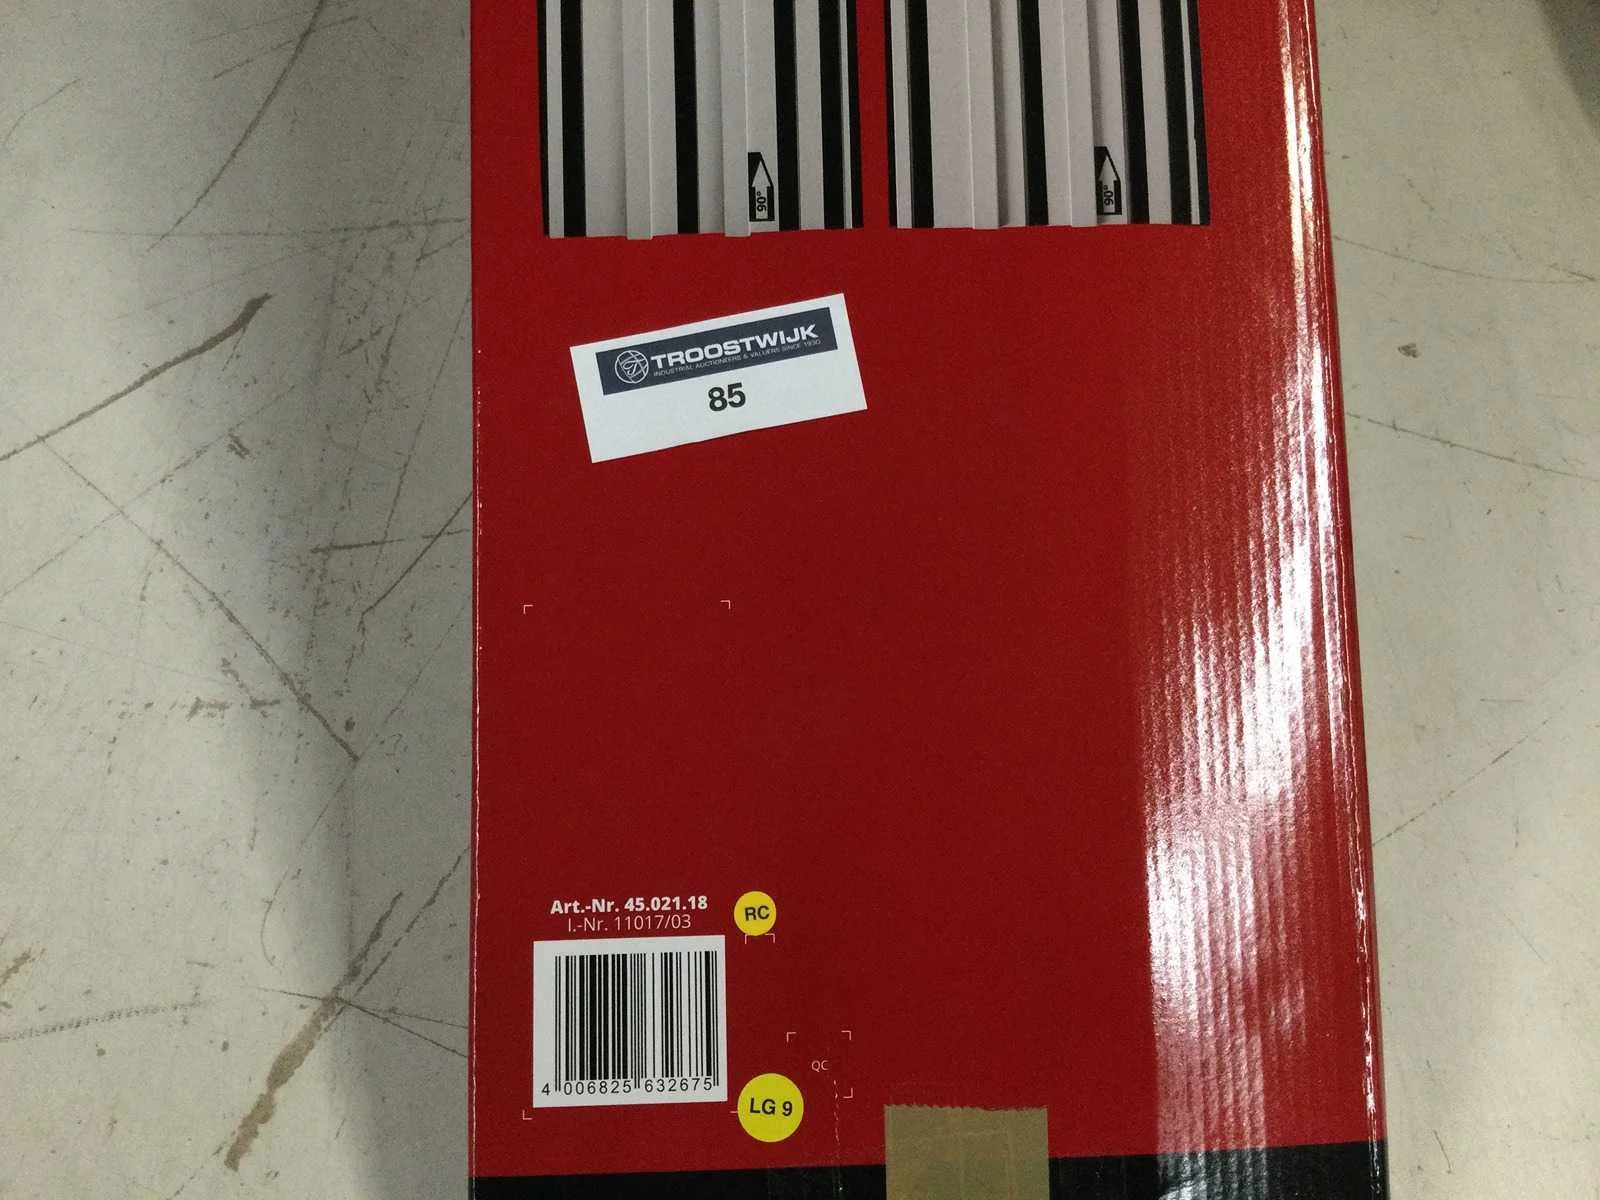 90°
90°
TROOSTWIJK
INDUSTRIAL AUCTIONEERS & VALUERS SINCE 1930
85
Art.-Nr. 45.021.18
I.-Nr. 11017/03
RC
4 006825 632675
QC
LG 9